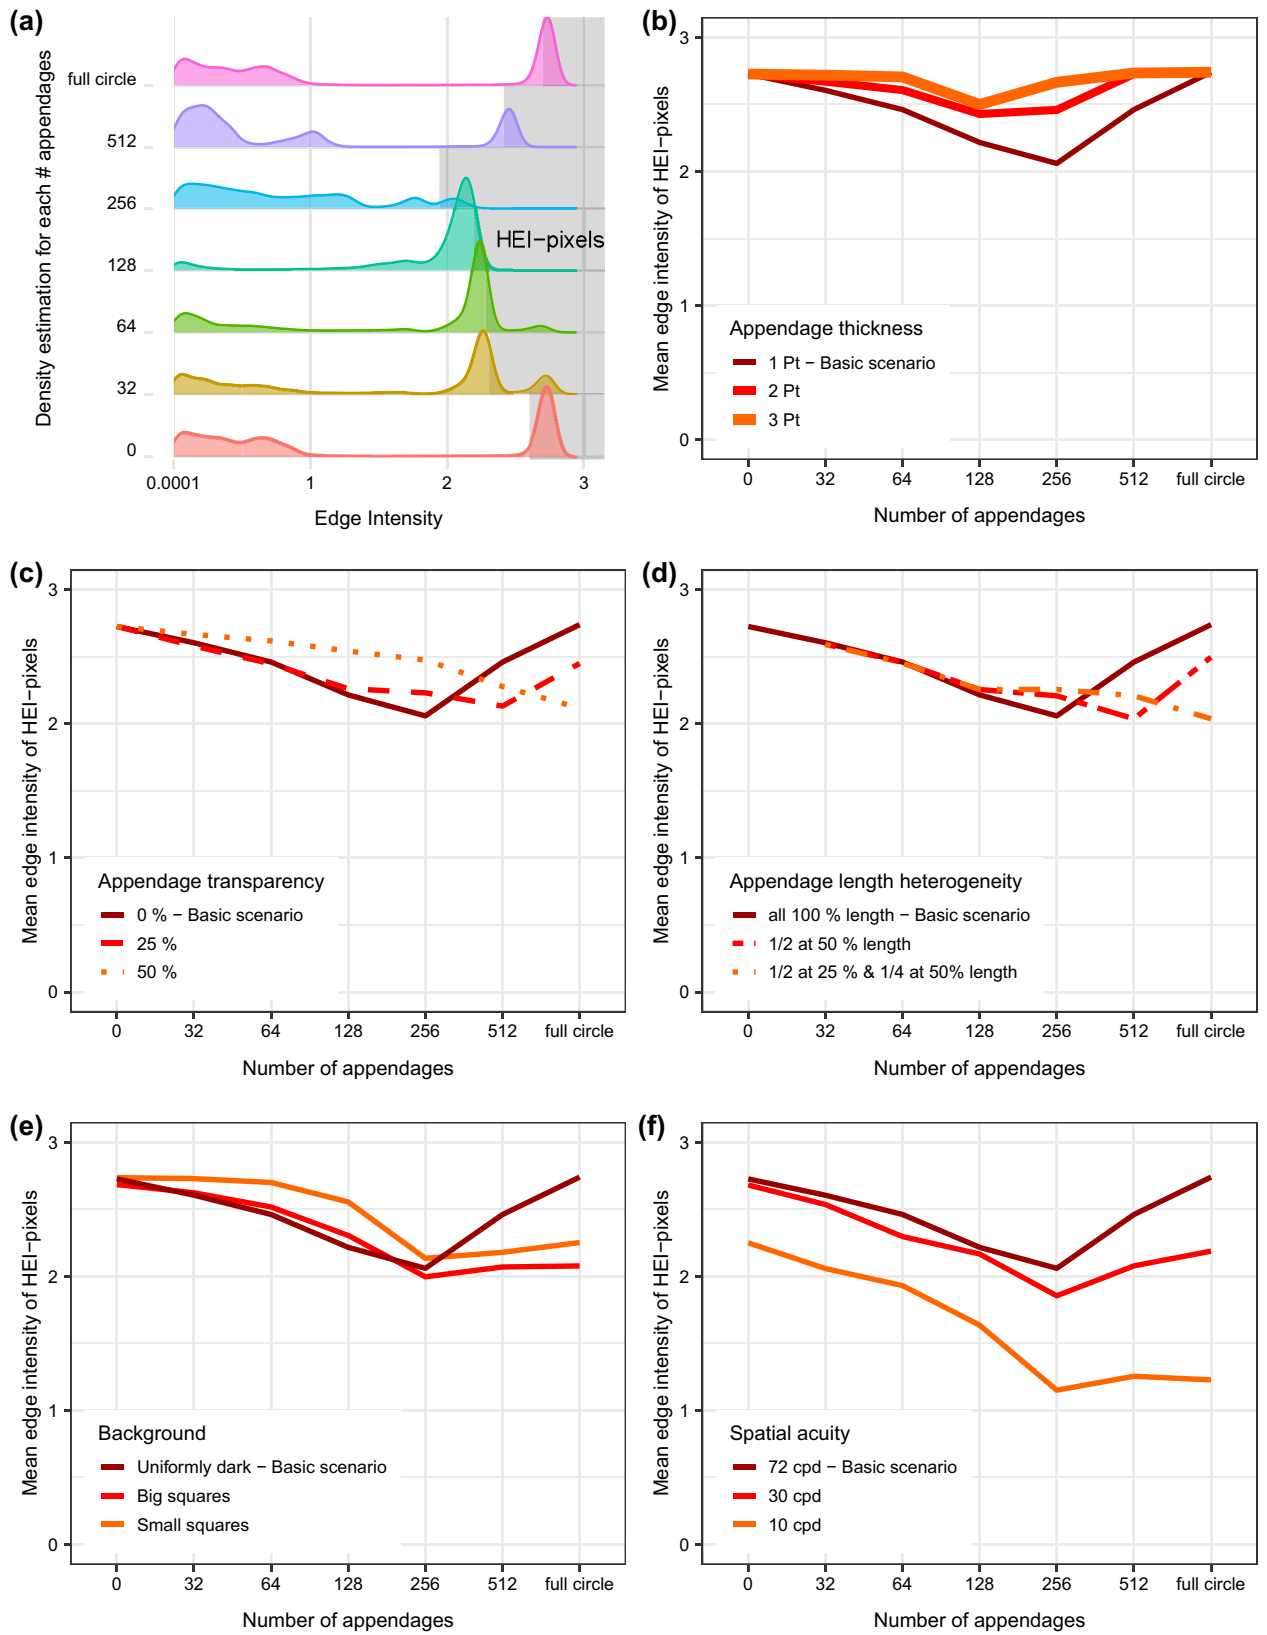 (a)
Density estimation for each # appendages
full circle
512
256
128
64
32
0
HEI−pixels
0.0001
1
2
3
Edge Intensity
(b)
Mean edge intensity of HEI−pixels
3
2
1
0
Appendage thickness
1 Pt − Basic scenario
2 Pt
3 Pt
0
32
64
128
256
512
full circle
Number of appendages
(c)
Mean edge intensity of HEI−pixels
3
2
1
0
Appendage transparency
0 % − Basic scenario
25 %
50 %
0
32
64
128
256
512
full circle
Number of appendages
(d)
Mean edge intensity of HEI−pixels
3
2
1
0
Appendage length heterogeneity
all 100 % length − Basic scenario
1/2 at 50 % length
1/2 at 25 % & 1/4 at 50% length
0
32
64
128
256
512
full circle
Number of appendages
(e)
Mean edge intensity of HEI−pixels
3
2
1
0
Background
Uniformly dark − Basic scenario
Big squares
Small squares
0
32
64
128
256
512
full circle
Number of appendages
(f)
Mean edge intensity of HEI−pixels
3
2
1
0
Spatial acuity
72 cpd − Basic scenario
30 cpd
10 cpd
0
32
64
128
256
512
full circle
Number of appendages